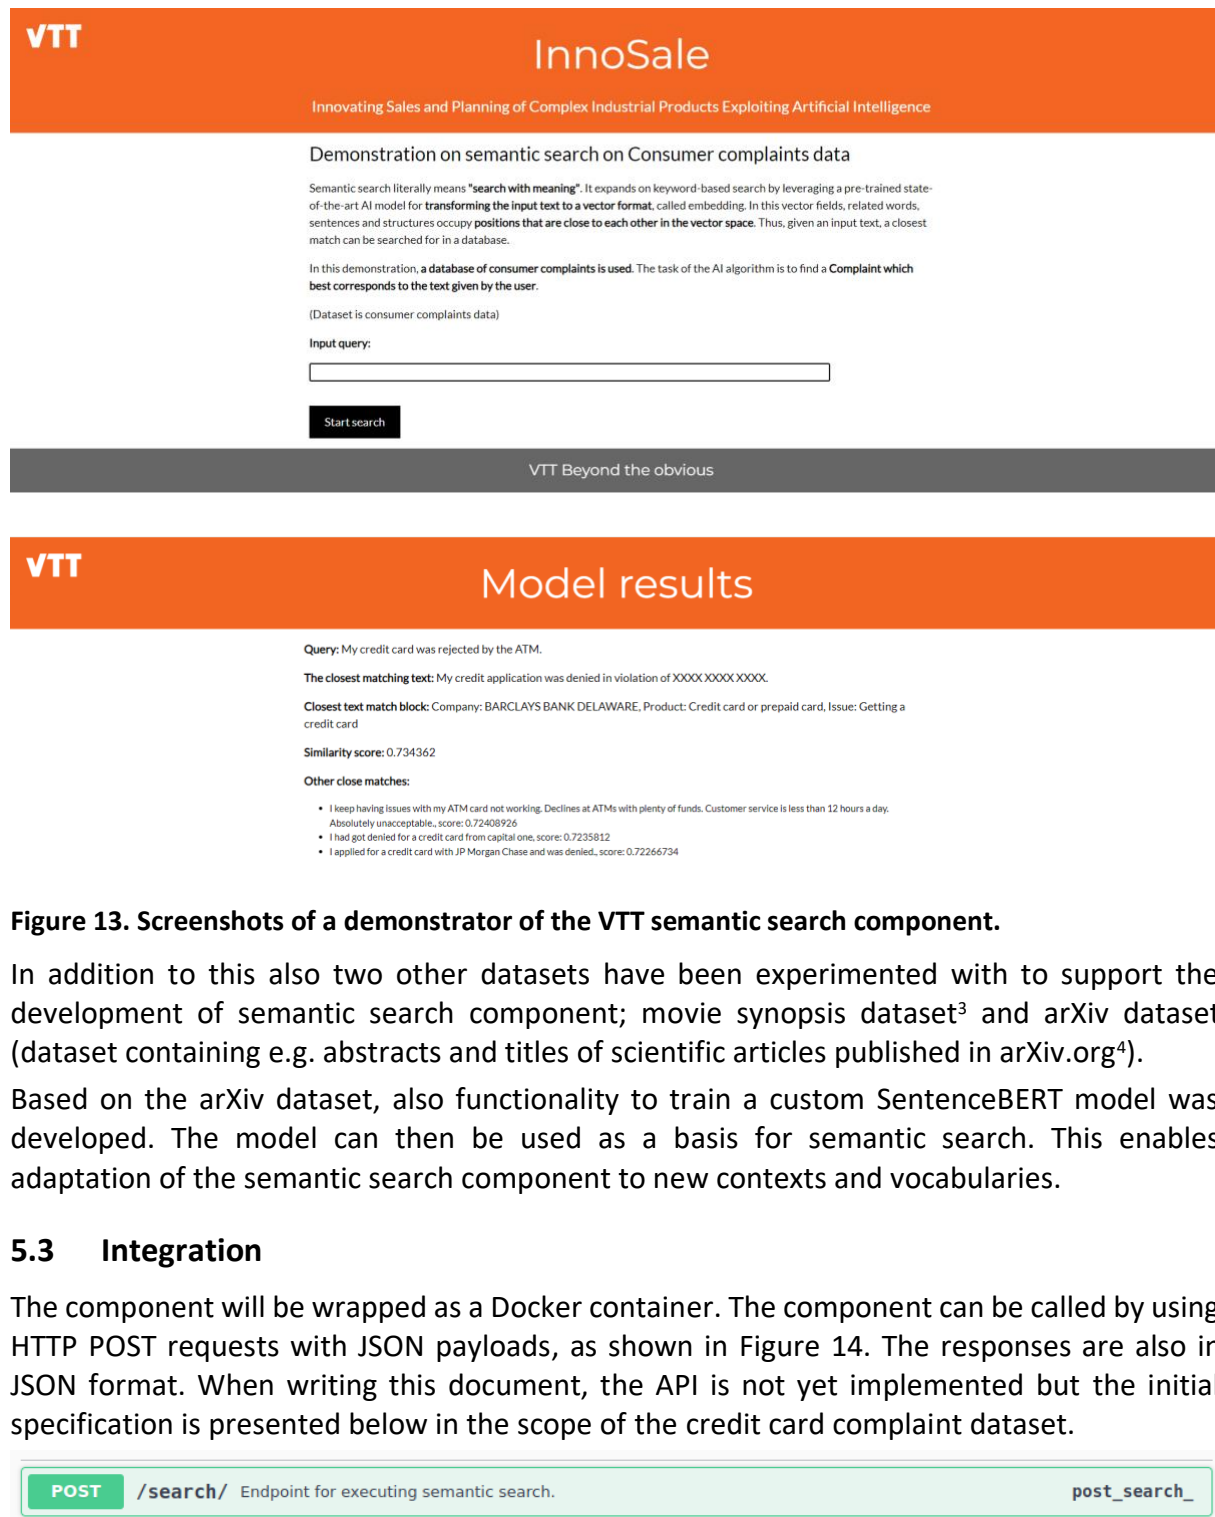 VTT
InnoSale
Innovating Sales and Planning of Complex Industrial Products Exploiting Artificial Intelligence
Demonstration on semantic search on Consumer complaints data
Semantic search literally means "search with meaning". It expands on keyword-based search by leveraging a pre-trained state-
of-the-art AI model for transforming the input text to a vector format, called embedding. In this vector fields, related words,
sentences and structures occupy positions that are close to each other in the vector space. Thus, given an input text, a closest
match can be searched for in a database.
In this demonstration, a database of consumer complaints is used. The task of the AI algorithm is to find a Complaint which
best corresponds to the text given by the user.
(Dataset is consumer complaints data)
Input query:
Start search
VTT Beyond the obvious
VTT
Model results
Query: My credit card was rejected by the ATM.
The closest matching text: My credit application was denied in violation of XXXX XXXX XXXX.
Closest text match block: Company: BARCLAYS BANK DELAWARE, Product: Credit card or prepaid card, Issue: Getting a
credit card
Similarity score: 0.734362
Other close matches:
• I keep having issues with my ATM card not working. Declines at ATMs with plenty of funds. Customer service is less than 12 hours a day.
Absolutely unacceptable., score: 0.72408926
• I had got denied for a credit card from capital one, score: 0.7235812
• I applied for a credit card with JP Morgan Chase and was denied., score: 0.72266734
Figure 13. Screenshots of a demonstrator of the VTT semantic search component.
In addition to this also two other datasets have been experimented with to support the
development of semantic search component; movie synopsis dataset³ and arXiv dataset
(dataset containing e.g. abstracts and titles of scientific articles published in arXiv.org⁴).
Based on the arXiv dataset, also functionality to train a custom SentenceBERT model was
developed. The model can then be used as a basis for semantic search. This enables
adaptation of the semantic search component to new contexts and vocabularies.
5.3 Integration
The component will be wrapped as a Docker container. The component can be called by using
HTTP POST requests with JSON payloads, as shown in Figure 14. The responses are also in
JSON format. When writing this document, the API is not yet implemented but the initial
specification is presented below in the scope of the credit card complaint dataset.
POST /search/ Endpoint for executing semantic search. post_search_